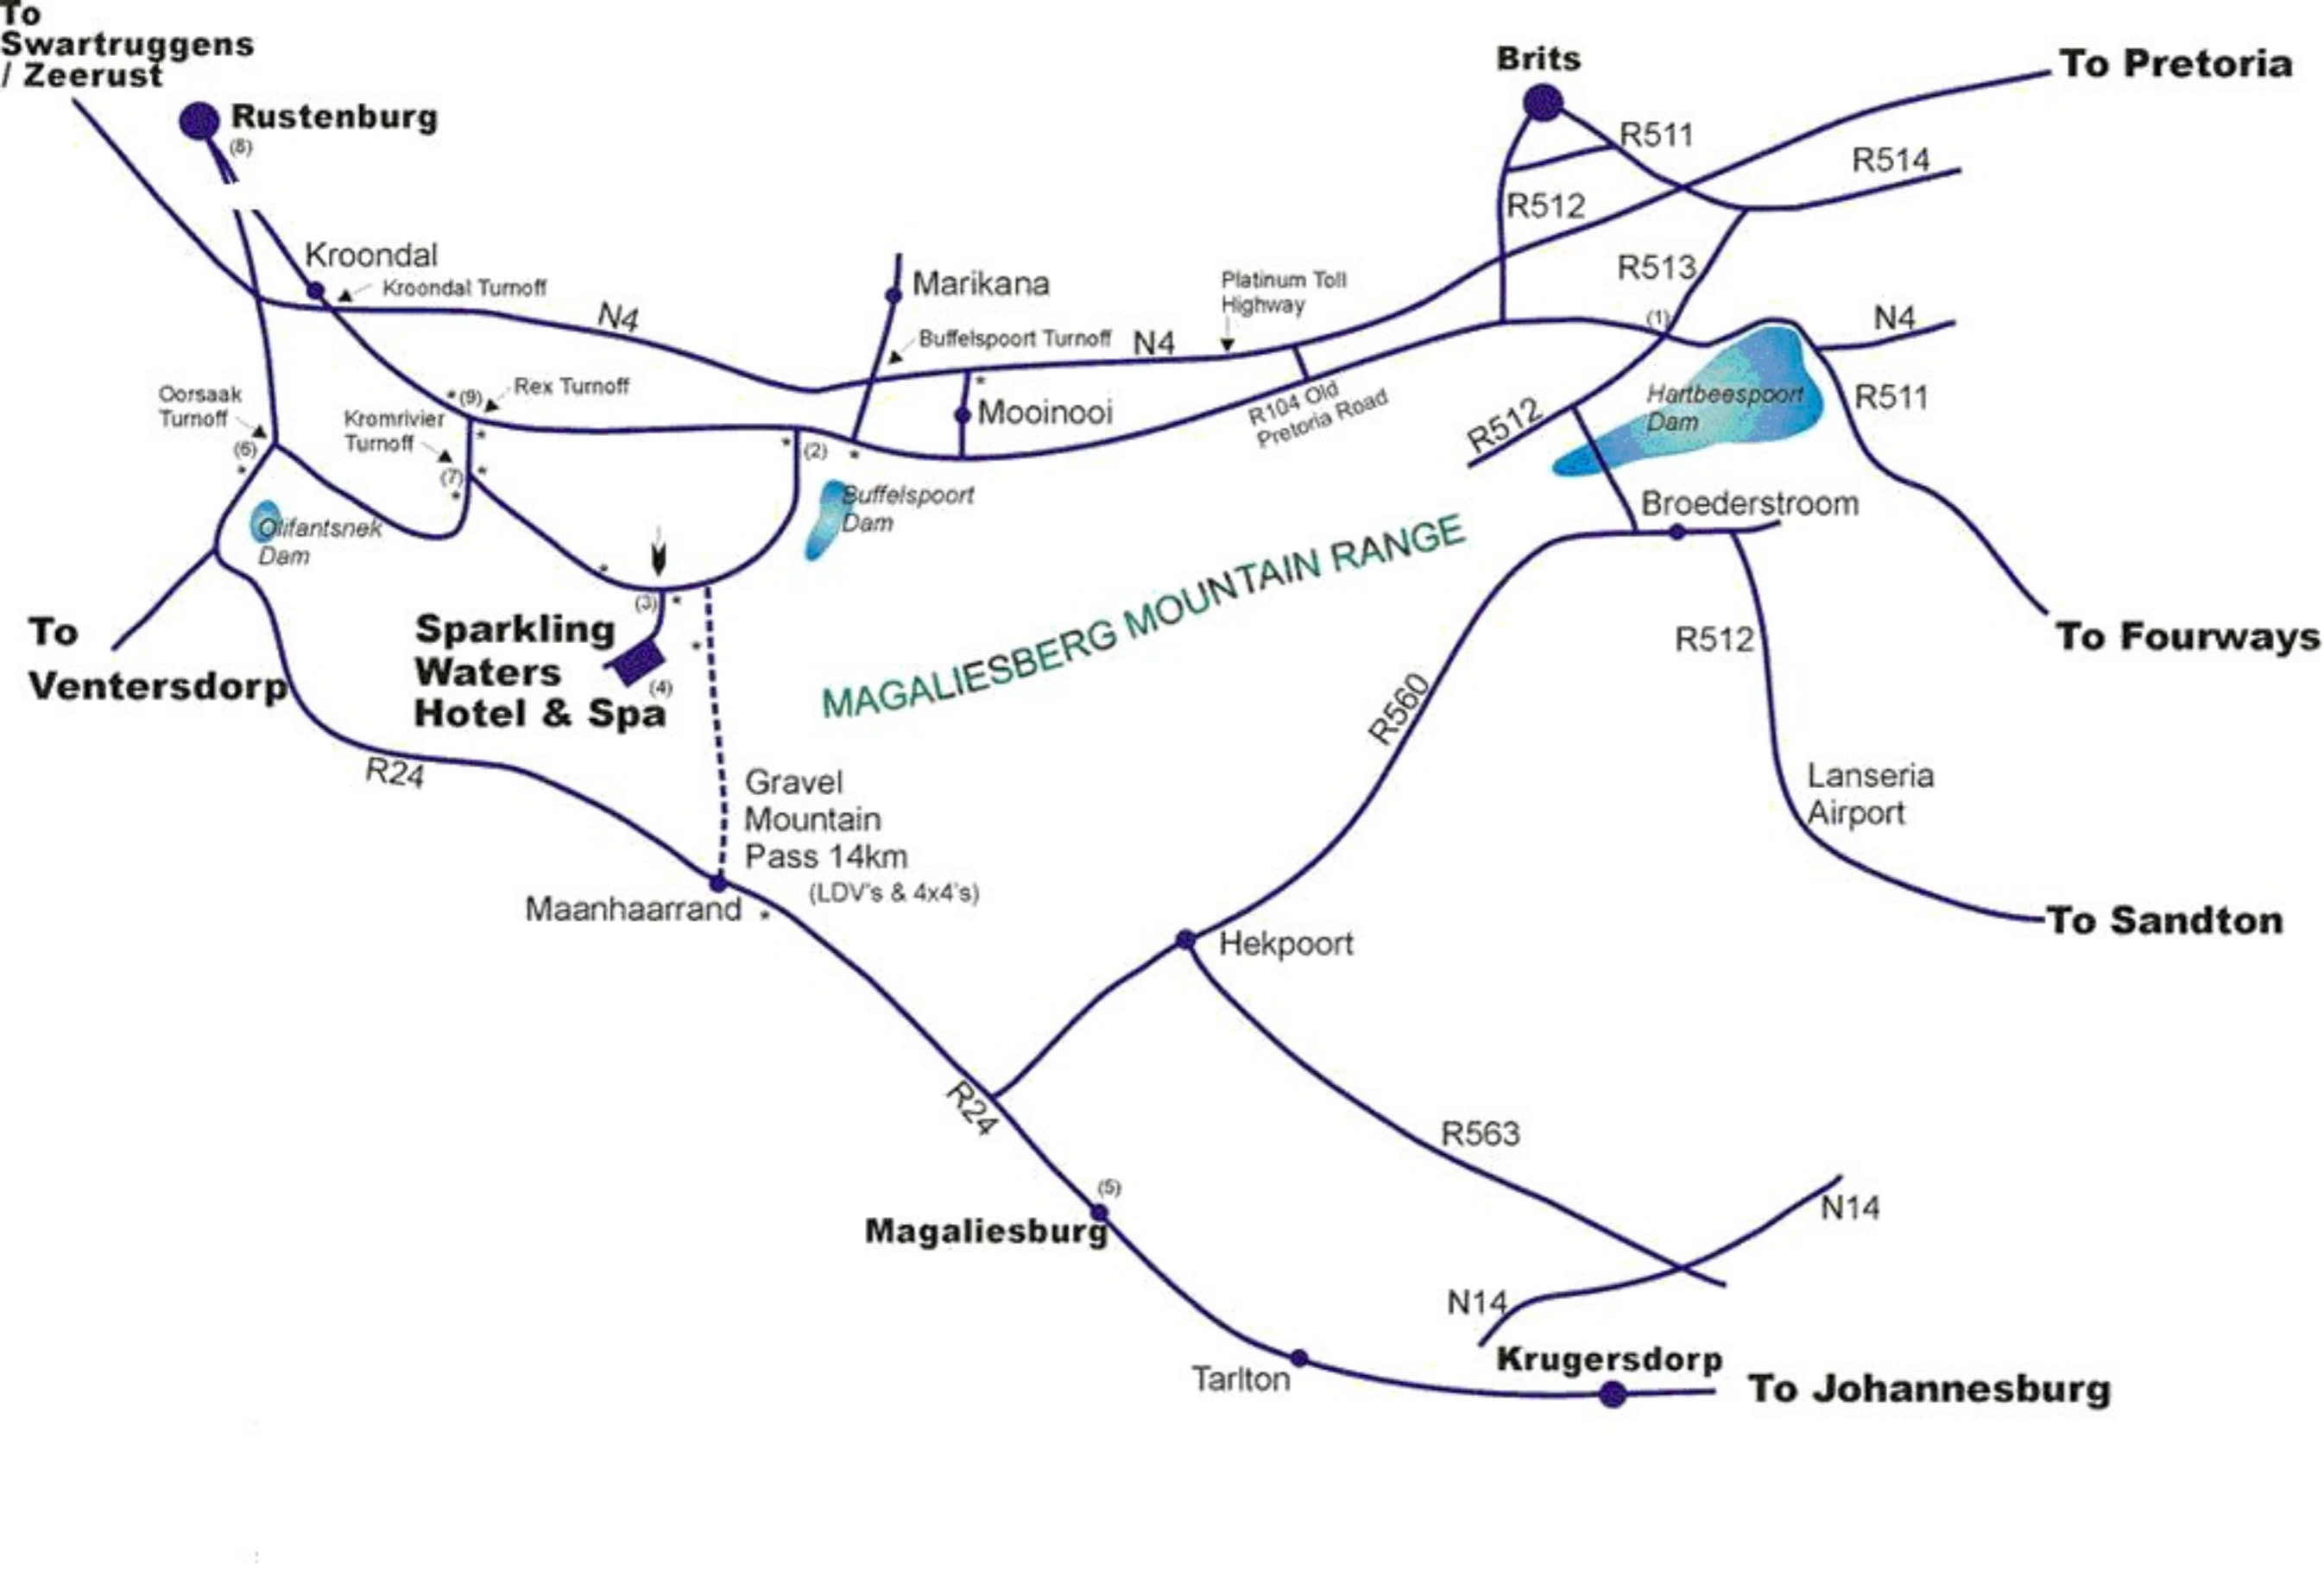 To
Swartruggens
/ Zeerust
Rustenburg
(8)
Brits
To Pretoria
R511
R514
R512
Kroondal
Kroondal Turnoff
N4
Marikana
Platinum Toll
Highway
R513
Buffelspoort Turnoff
N4
(1)
N4
Oorsaak
Turnoff
(6)
*
Kromrivier
Turnoff
(7)
*
*
* (9)
Rex Turnoff
*
*
(2)
*
*
Mooinooi
R104 Old
Pretoria Road
R512
Hartbeespoort
Dam
R511
Olifantsnek
Dam
Buffelspoort
Dam
Broederstroom
MAGALIESBERG MOUNTAIN RANGE
*
(3)
*
*
To
Ventersdorp
Sparkling
Waters
Hotel & Spa
(4)
R512
To Fourways
R560
R24
Gravel
Mountain
Pass 14km
(LDV's & 4x4's)
Lanseria
Airport
Maanhaarrand
*
Hekpoort
To Sandton
R24
R563
(5)
Magaliesburg
N14
N14
Tarlton
Krugersdorp
To Johannesburg